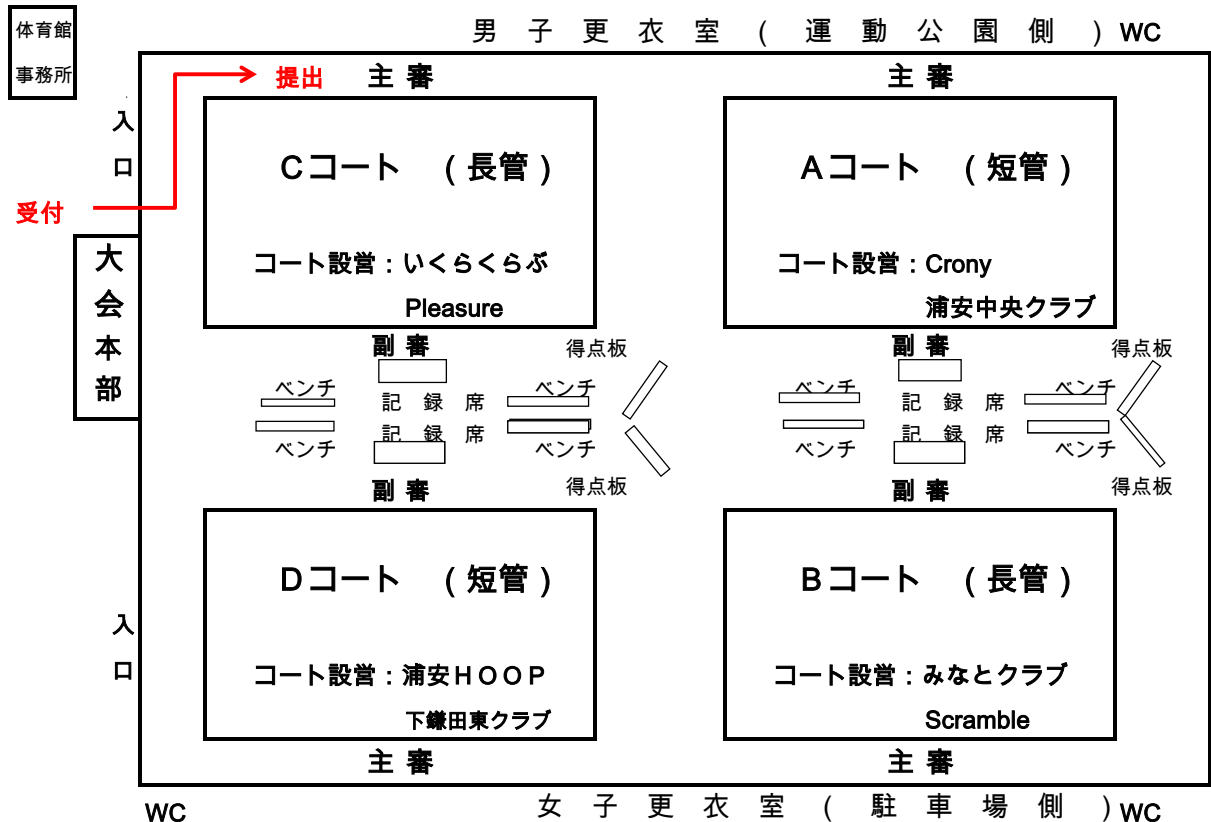 体育館
事務所
男子更衣室(運動公園側)WC
提出
主審
主審
入口
受付
大会本部
Cコート (長管)
コート設営:いくらくらぶ
Pleasure
Aコート (短管)
コート設営:Crony
浦安中央クラブ
副審
得点板
副審
得点板
ベンチ
ベンチ
ベンチ
ベンチ
記録席
記録席
記録席
記録席
ベンチ
ベンチ
ベンチ
ベンチ
副審
得点板
副審
得点板
Dコート (短管)
コート設営:浦安HOOP
下鎌田東クラブ
Bコート (長管)
コート設営:みなとクラブ
Scramble
入口
主審
主審
WC
女子更衣室(駐車場側)WC